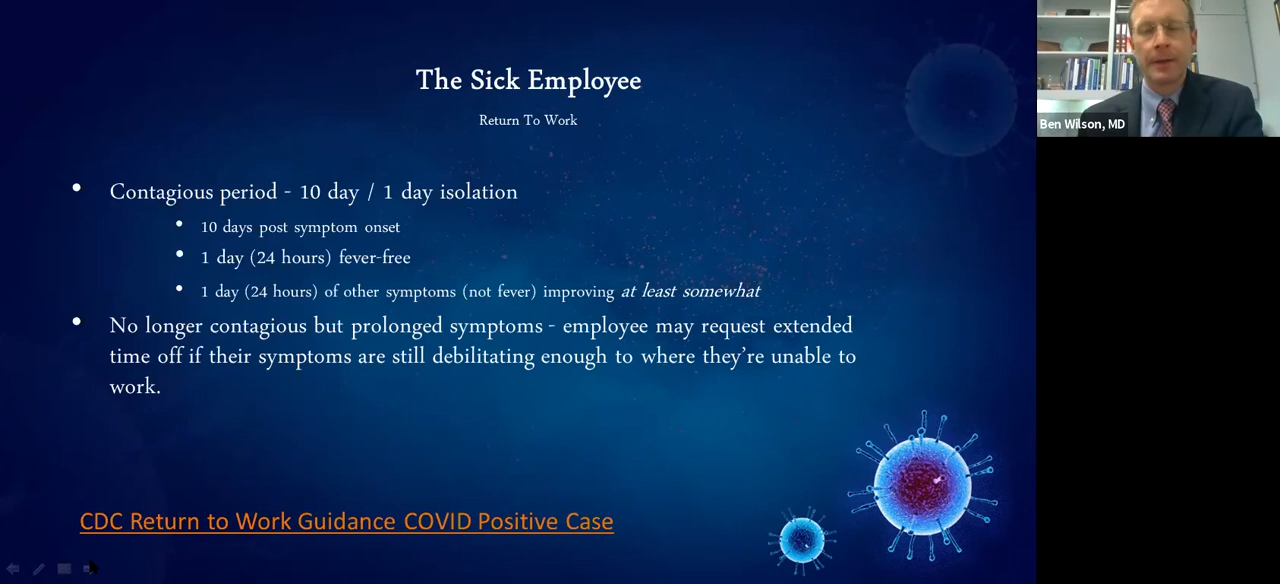 The Sick Employee
Return To Work
• Contagious period - 10 day / 1 day isolation
• 10 days post symptom onset
• 1 day (24 hours) fever-free
• 1 day (24 hours) of other symptoms (not fever) improving at least somewhat
• No longer contagious but prolonged symptoms - employee may request extended
time off if their symptoms are still debilitating enough to where they’re unable to
work.
CDC Return to Work Guidance COVID Positive Case
Ben Wilson, MD